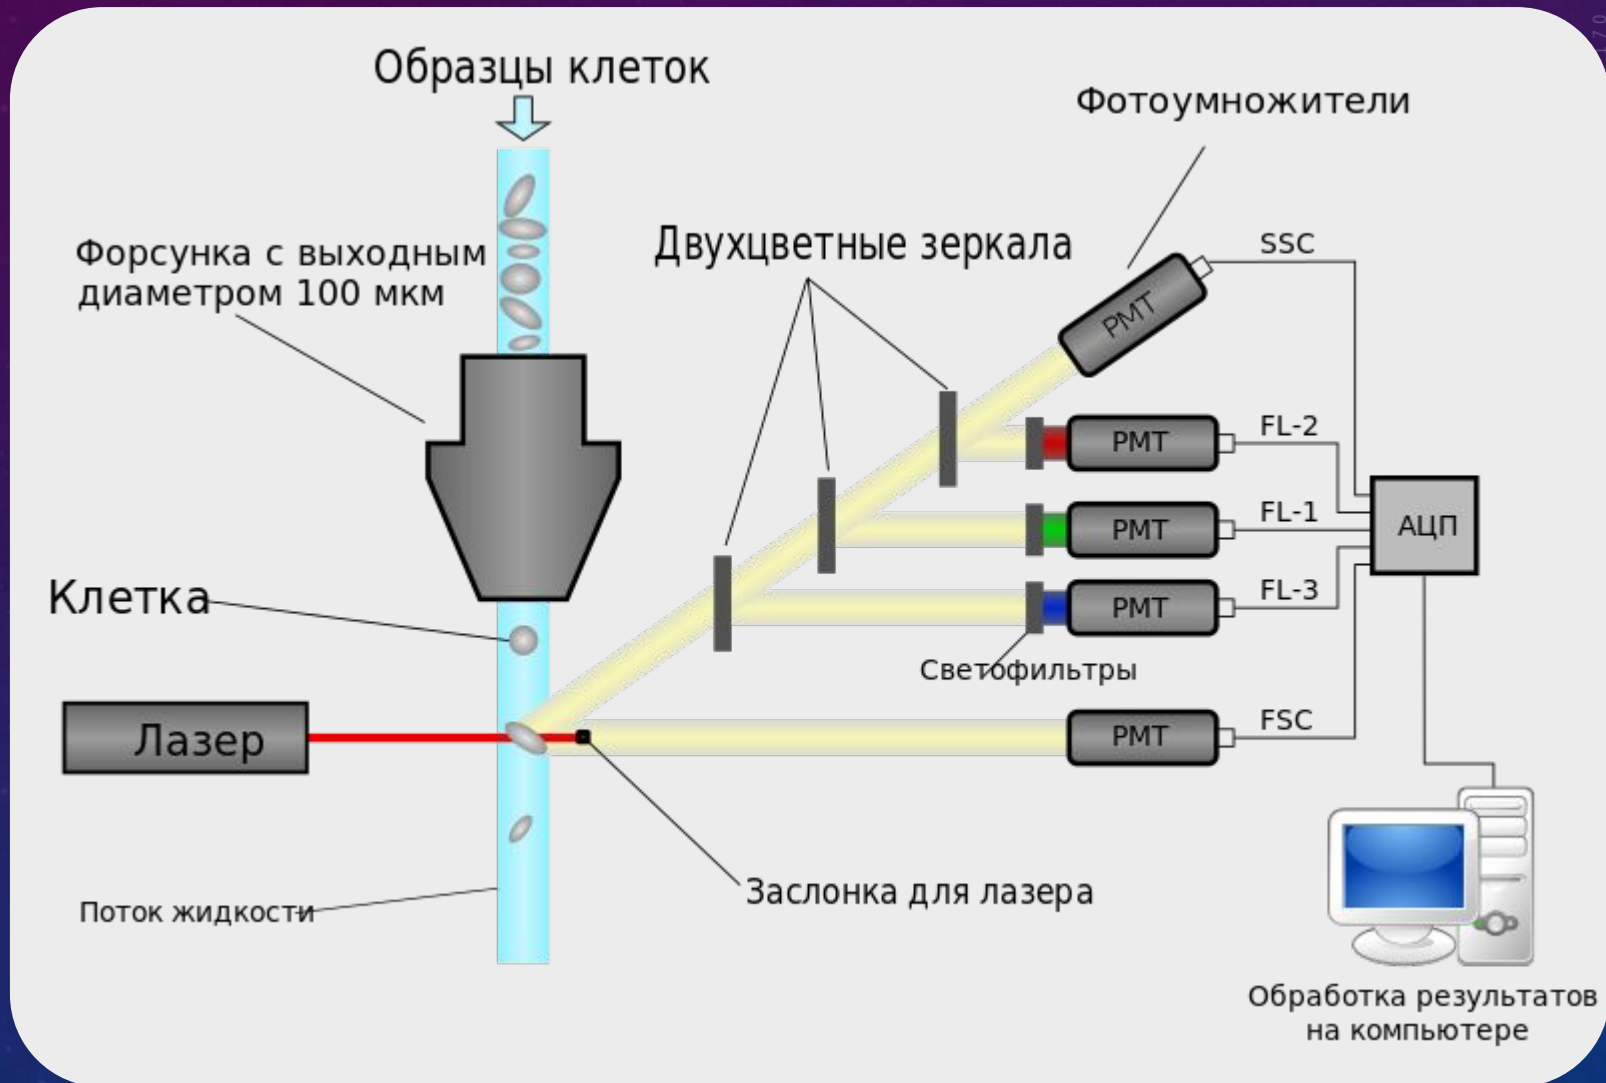 Образцы клеток
Фотоумножители
Форсунка с выходным
диаметром 100 мкм
Двухцветные зеркала
SSC
PMT
FL-2
PMT
FL-1
PMT
АЦП
FL-3
PMT
Клетка
Светофильтры
Лазер
FSC
PMT
Заслонка для лазера
Поток жидкости
Обработка результатов
на компьютере